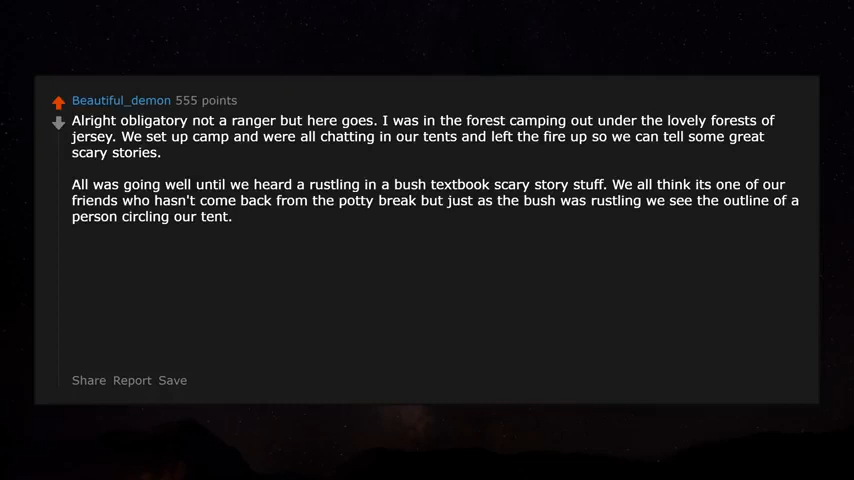 Beautiful_demon 555 points
Alright obligatory not a ranger but here goes. I was in the forest camping out under the lovely forests of
jersey. We set up camp and were all chatting in our tents and left the fire up so we can tell some great
scary stories.
All was going well until we heard a rustling in a bush textbook scary story stuff. We all think its one of our
friends who hasn't come back from the potty break but just as the bush was rustling we see the outline of a
person circling our tent.
Share Report Save